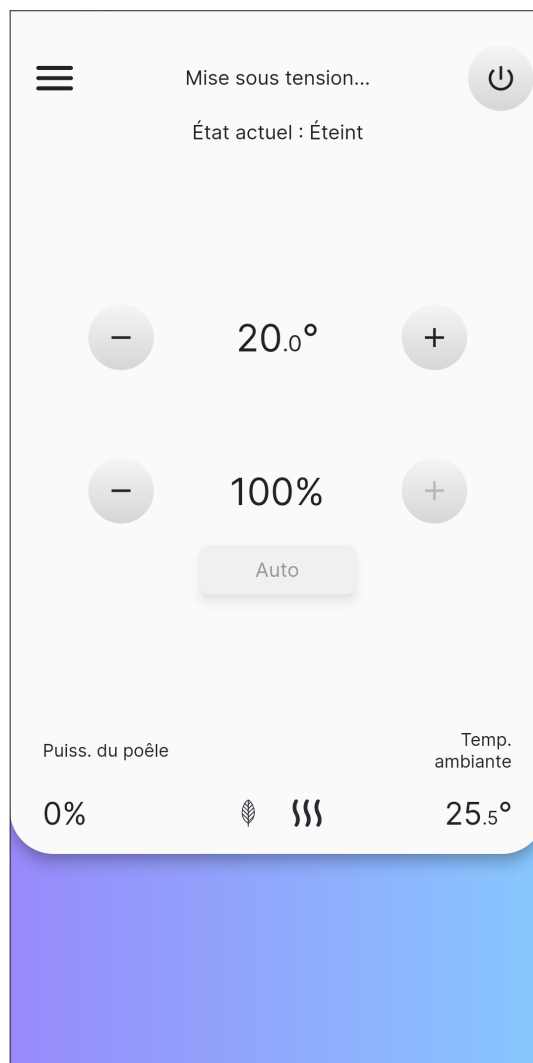 Mise sous tension...
État actuel : Éteint
20.0°
100%
Auto
Puiss. du poêle
Temp.
ambiante
0%
25.5°